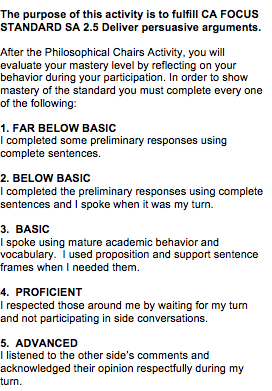 The purpose of this activity is to fulfill CA FOCUS
STANDARD SA 2.5 Deliver persuasive arguments.
After the Philosophical Chairs Activity, you will
evaluate your mastery level by reflecting on your
behavior during your participation. In order to show
mastery of the standard you must complete every one
of the following:
1. FAR BELOW BASIC
I completed some preliminary responses using
complete sentences.
2. BELOW BASIC
I completed the preliminary responses using complete
sentences and I spoke when it was my turn.
3.  BASIC
I spoke using mature academic behavior and
vocabulary.  I used proposition and support sentence
frames when I needed them.
4.  PROFICIENT
I respected those around me by waiting for my turn
and not participating in side conversations.
5.  ADVANCED
I listened to the other side's comments and
acknowledged their opinion respectfully during my
turn.